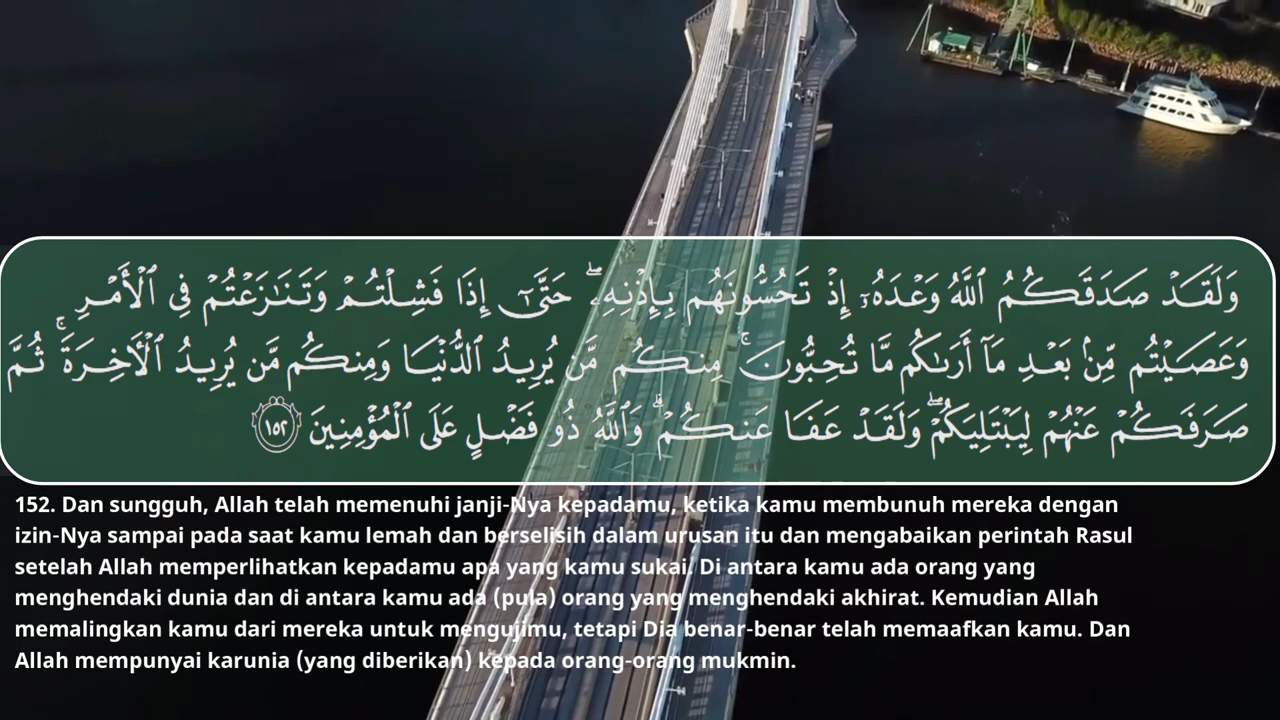 وَلَقَدْ صَدَقَكُمُ ٱللَّهُ وَعْدَهُۥٓ إِذْ تَحُسُّونَهُم بِإِذْنِهِۦ ۖ حَتَّىٰٓ إِذَا فَشِلْتُمْ وَتَنَـٰزَعْتُمْ فِى ٱلْأَمْرِ
وَعَصَيْتُم مِّنۢ بَعْدِ مَآ أَرَىٰكُم مَّا تُحِبُّونَ ۚ مِنكُم مَّن يُرِيدُ ٱلدُّنْيَا وَمِنكُم مَّن يُرِيدُ ٱلْـَٔاخِرَةَ ۚ ثُمَّ
صَرَفَكُمْ عَنْهُمْ لِيَبْتَلِيَكُمْ ۖ وَلَقَدْ عَفَا عَنكُمْ ۗ وَٱللَّهُ ذُو فَضْلٍ عَلَى ٱلْمُؤْمِنِينَ ١٥٢
152. Dan sungguh, Allah telah memenuhi janji-Nya kepadamu, ketika kamu membunuh mereka dengan
izin-Nya sampai pada saat kamu lemah dan berselisih dalam urusan itu dan mengabaikan perintah Rasul
setelah Allah memperlihatkan kepadamu apa yang kamu sukai. Di antara kamu ada orang yang
menghendaki dunia dan di antara kamu ada (pula) orang yang menghendaki akhirat. Kemudian Allah
memalingkan kamu dari mereka untuk mengujimu, tetapi Dia benar-benar telah memaafkan kamu. Dan
Allah mempunyai karunia (yang diberikan) kepada orang-orang mukmin.